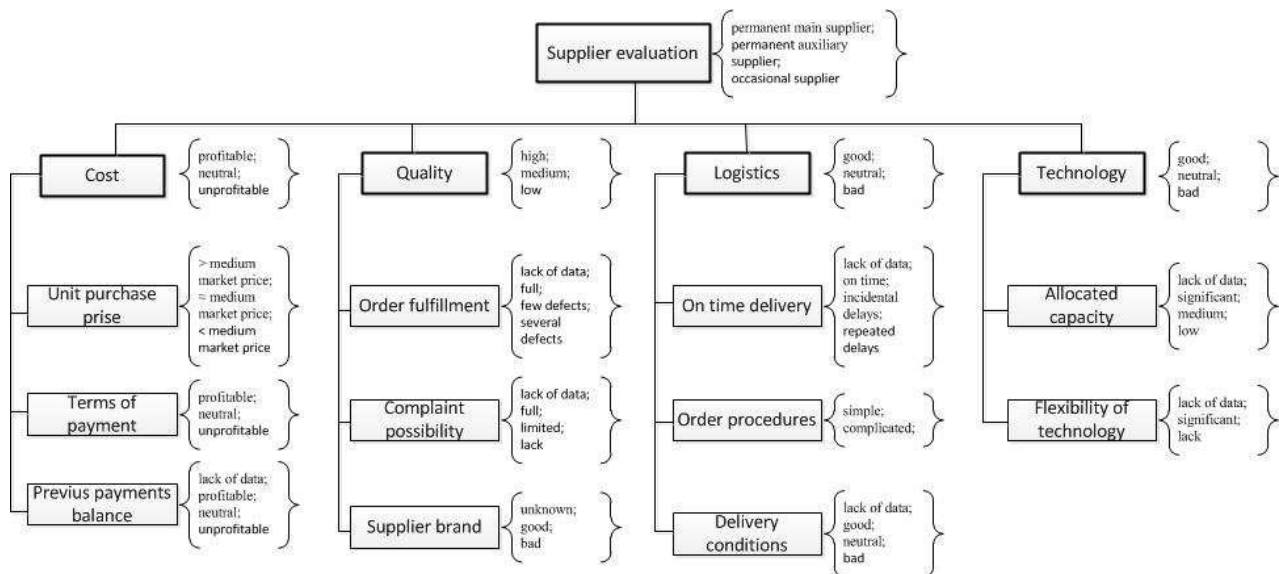 Supplier evaluation
permanent main supplier;
permanent auxiliary
supplier;
occasional supplier
Cost
profitable;
neutral;
unprofitable
Quality
high;
medium;
low
Logistics
good;
neutral;
bad
Technology
good;
neutral;
bad
Unit purchase
prise
> medium
market price;
= medium
market price;
< medium
market price
Order fulfillment
lack of data;
full;
few defects;
several
defects
On time delivery
lack of data;
on time;
incidental
delays;
repeated
delays
Allocated
capacity
lack of data;
significant;
medium;
low
Terms of
payment
profitable;
neutral;
unprofitable
Complaint
possibility
lack of data;
full;
limited;
lack
Order procedures
simple;
complicated;
Flexibility of
technology
lack of data;
significant;
lack
Previus payments
balance
lack of data;
profitable;
neutral;
unprofitable
Supplier brand
unknown;
good;
bad
Delivery
conditions
lack of data;
good;
neutral;
bad